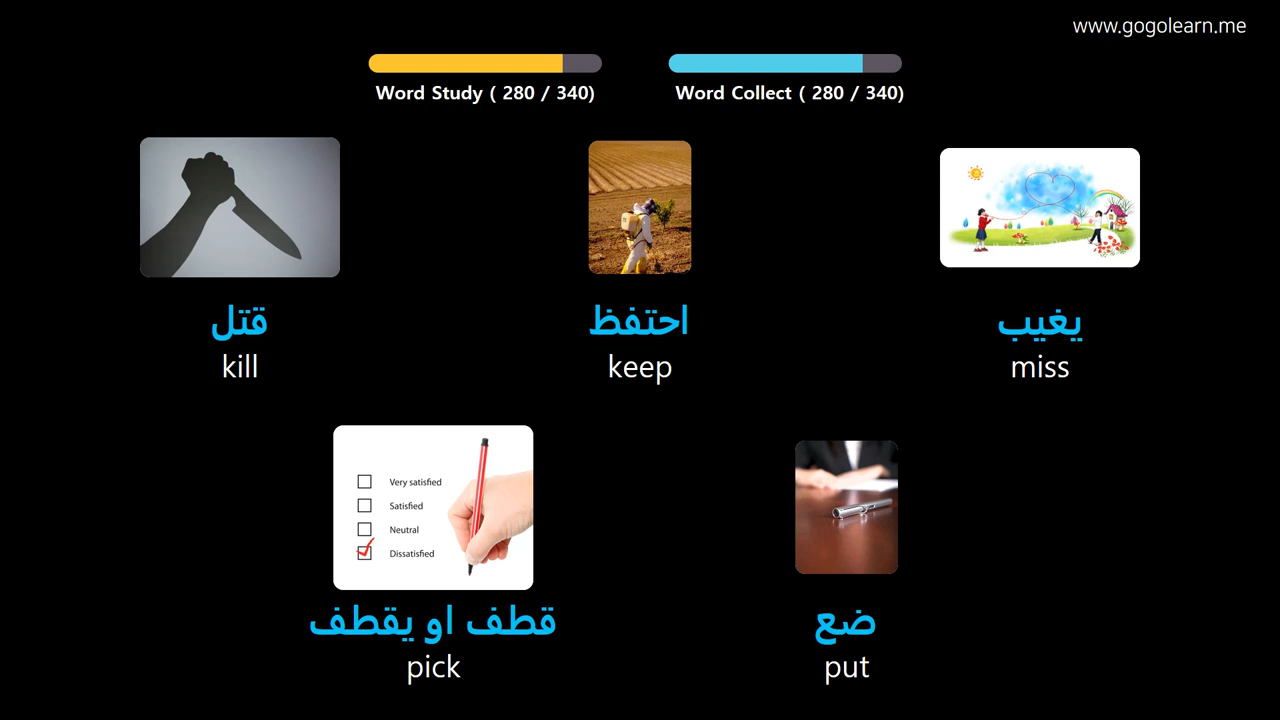 www.gogolearn.me
Word Study ( 280 / 340)
Word Collect ( 280 / 340)
قتل
kill
احتفظ
keep
يغيب
miss
Very satisfied
Satisfied
Neutral
Dissatisfied
قطف او يقطف
pick
ضع
put